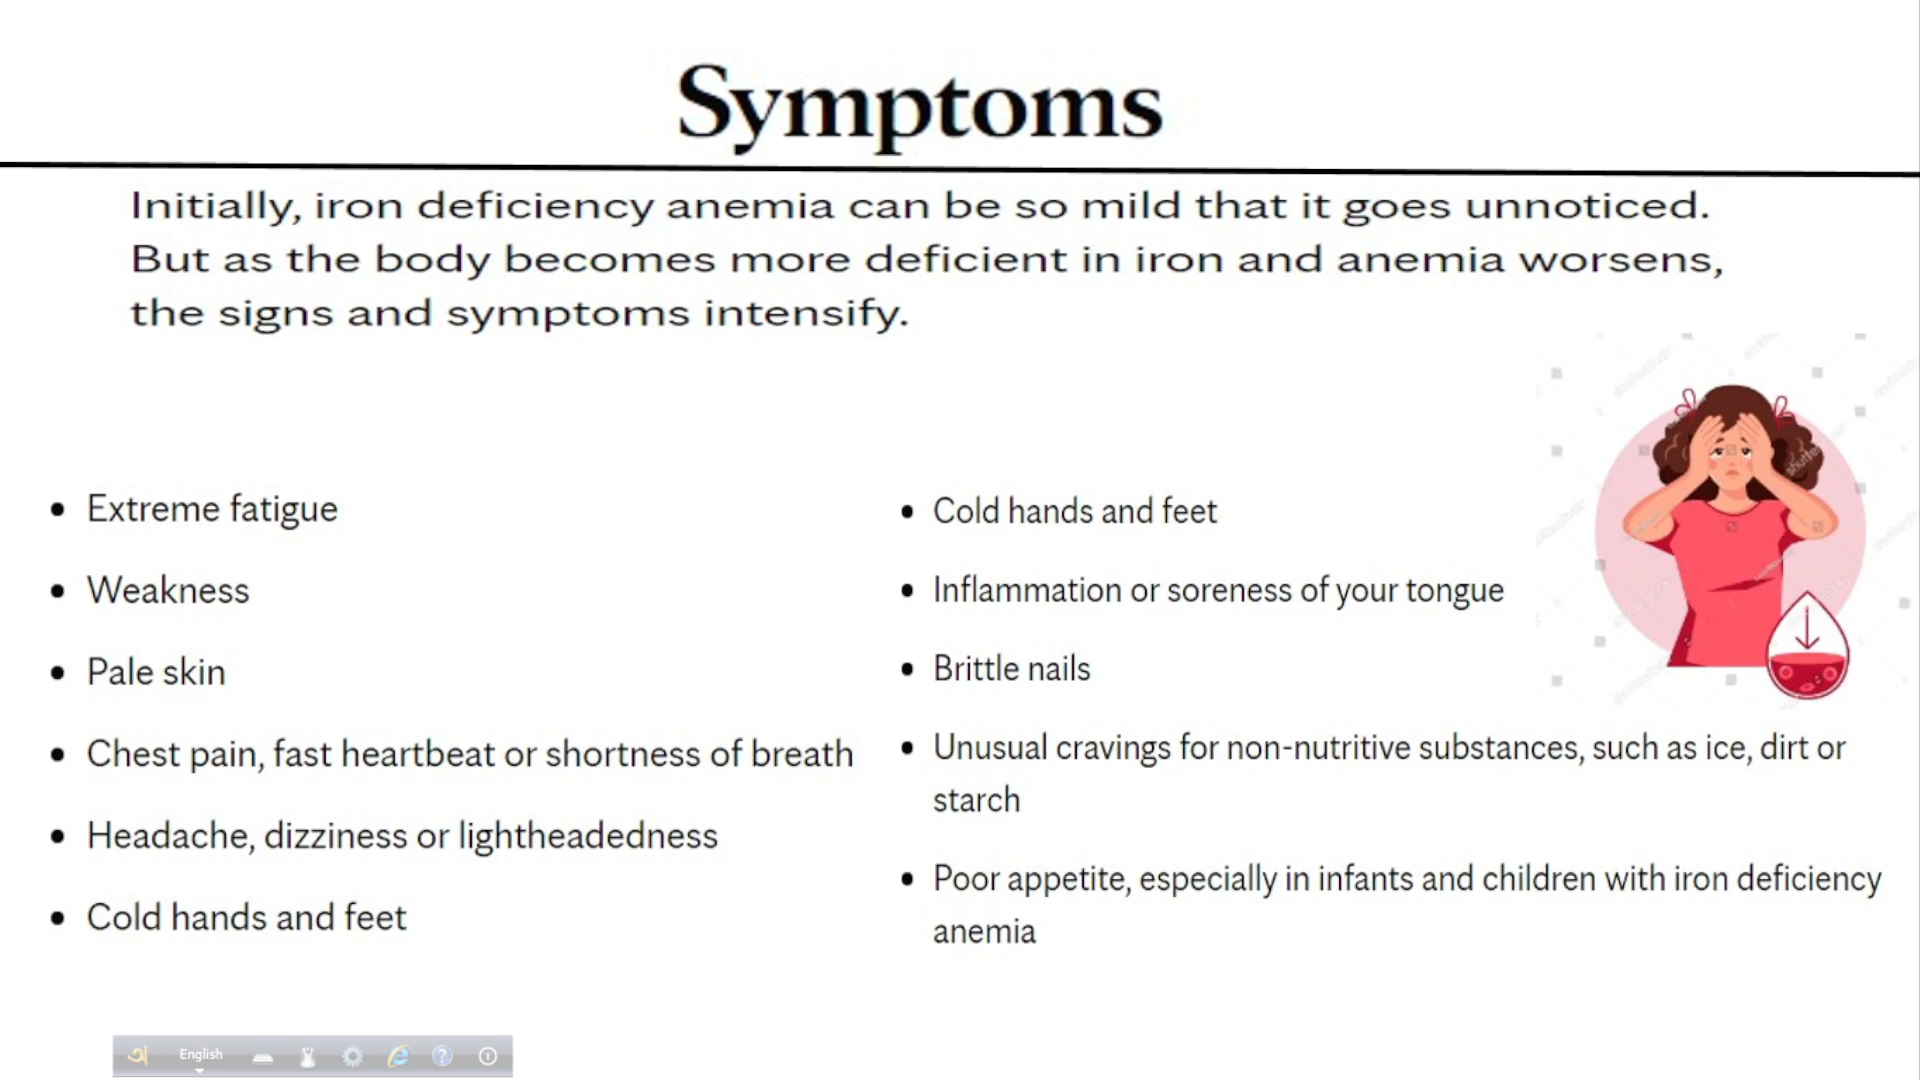 Symptoms
Initially, iron deficiency anemia can be so mild that it goes unnoticed.
But as the body becomes more deficient in iron and anemia worsens,
the signs and symptoms intensify.
• Extreme fatigue
• Weakness
• Pale skin
• Chest pain, fast heartbeat or shortness of breath
• Headache, dizziness or lightheadedness
• Cold hands and feet
• Cold hands and feet
• Inflammation or soreness of your tongue
• Brittle nails
• Unusual cravings for non-nutritive substances, such as ice, dirt or
starch
• Poor appetite, especially in infants and children with iron deficiency
anemia
English